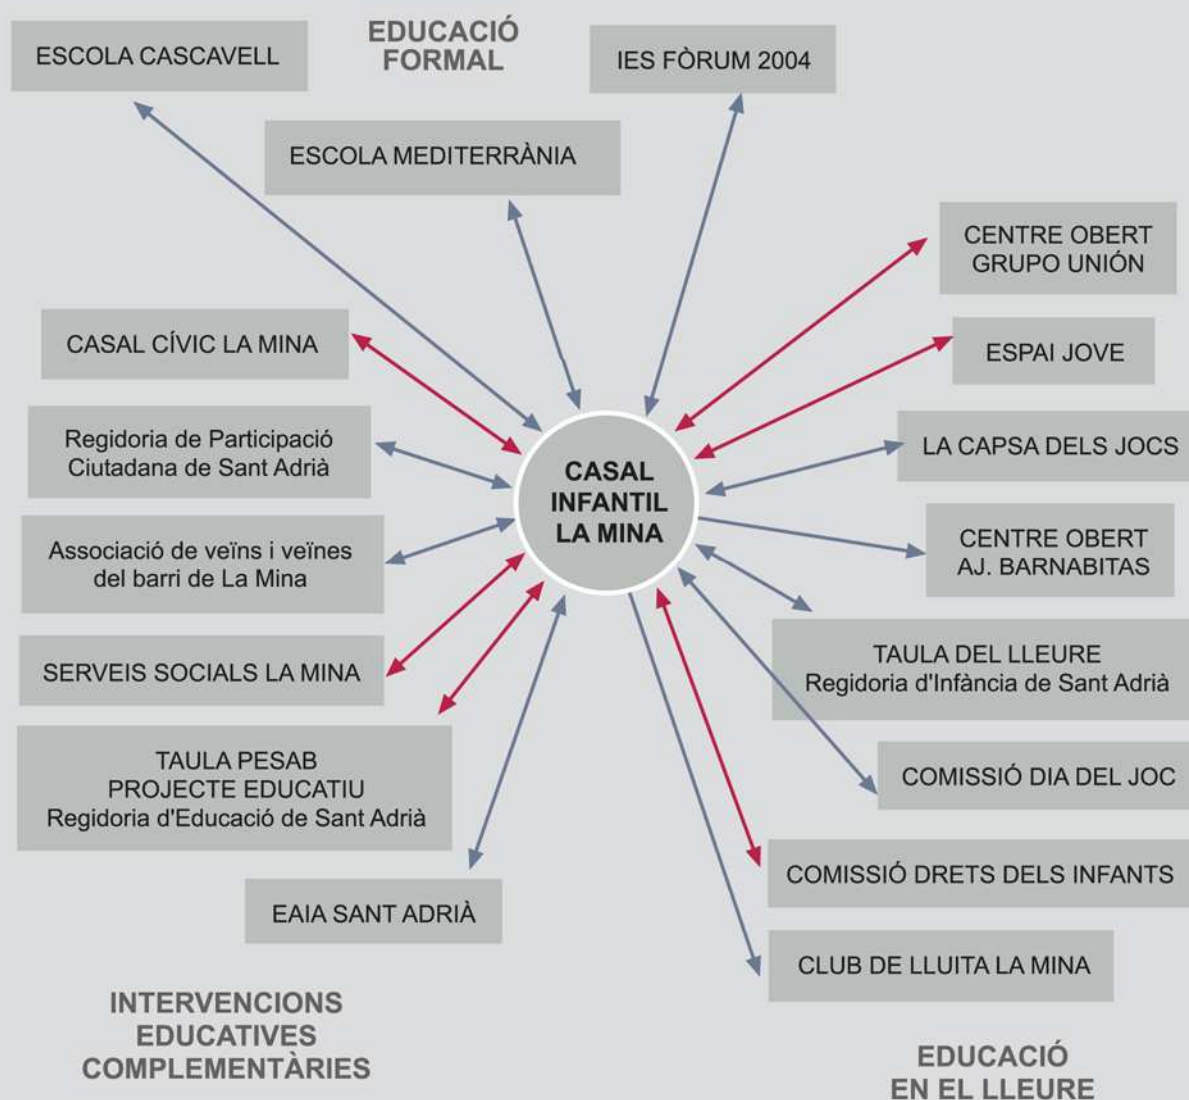 EDUCACIÓ
FORMAL
ESCOLA CASCAVELL
IES FÒRUM 2004
ESCOLA MEDITERRÀNIA
CENTRE OBERT
GRUPO UNIÓN
CASAL CÍVIC LA MINA
ESPAI JOVE
Regidoria de Participació
Ciutadana de Sant Adrià
LA CAPSA DELS JOCS
CASAL
INFANTIL
LA MINA
Associació de veïns i veïnes
del barri de La Mina
CENTRE OBERT
AJ. BARNABITAS
SERVEIS SOCIALS LA MINA
TAULA DEL LLEURE
Regidoria d'Infància de Sant Adrià
TAULA PESAB
PROJECTE EDUCATIU
Regidoria d'Educació de Sant Adrià
COMISSIÓ DIA DEL JOC
COMISSIÓ DRETS DELS INFANTS
EAIA SANT ADRIÀ
CLUB DE LLUITA LA MINA
INTERVENCIONS
EDUCATIVES
COMPLEMENTÀRIES
EDUCACIÓ
EN EL LLEURE